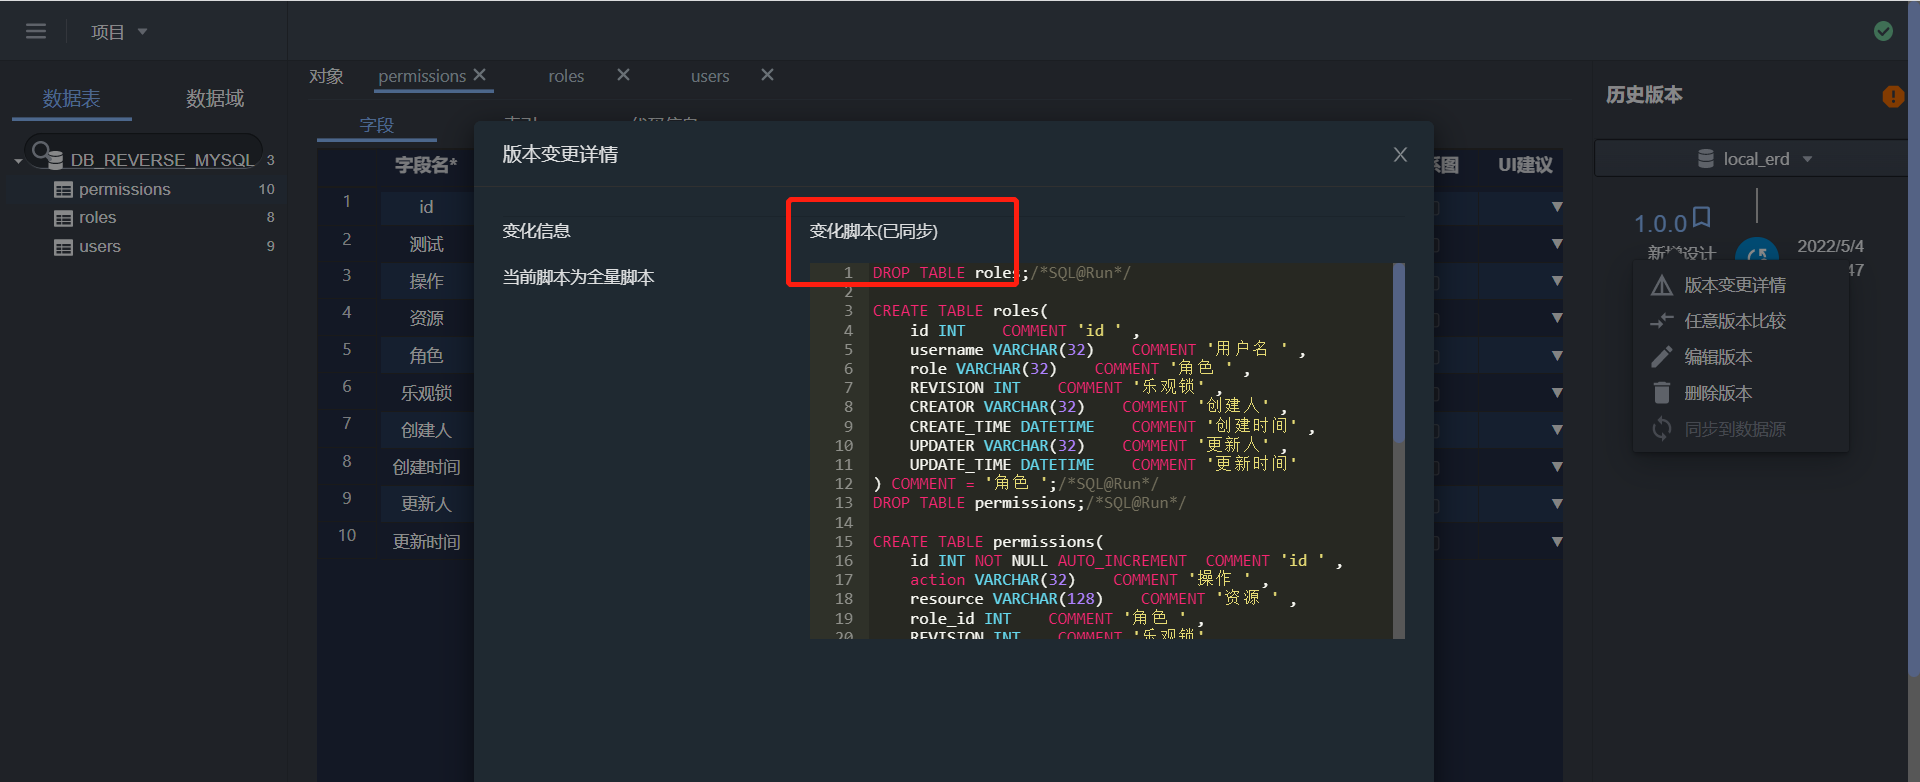 项目
数据表 数据域
DB_REVERSE_MYSQL 3
permissions 10
roles 8
users 9
对象 permissions roles users
字段
字段名* UI建议
1 id
2 测试
3 操作
4 资源
5 角色
6 乐观锁
7 创建人
8 创建时间
9 更新人
10 更新时间
版本变更详情
变化信息
当前脚本为全量脚本
变化脚本(已同步)
1 DROP TABLE roles;/*SQL@Run*/
2
3 CREATE TABLE roles(
4 id INT COMMENT 'id ' ,
5 username VARCHAR(32) COMMENT '用户名 ' ,
6 role VARCHAR(32) COMMENT '角色 ' ,
7 REVISION INT COMMENT '乐观锁' ,
8 CREATOR VARCHAR(32) COMMENT '创建人' ,
9 CREATE_TIME DATETIME COMMENT '创建时间' ,
10 UPDATER VARCHAR(32) COMMENT '更新人' ,
11 UPDATE_TIME DATETIME COMMENT '更新时间'
12 ) COMMENT = '角色 ';/*SQL@Run*/
13 DROP TABLE permissions;/*SQL@Run*/
14
15 CREATE TABLE permissions(
16 id INT NOT NULL AUTO_INCREMENT COMMENT 'id ' ,
17 action VARCHAR(32) COMMENT '操作 ' ,
18 resource VARCHAR(128) COMMENT '资源 ' ,
19 role_id INT COMMENT '角色 ' ,
20 REVISION INT COMMENT '乐观锁'
历史版本
local_erd
1.0.0
新增设计
2022/5/4
47
版本变更详情
任意版本比较
编辑版本
删除版本
同步到数据源